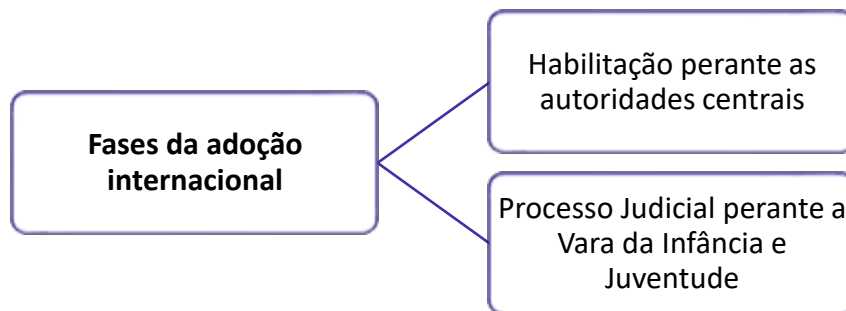 Fases da adoção
internacional
Habilitação perante as
autoridades centrais
Processo Judicial perante a
Vara da Infância e
Juventude